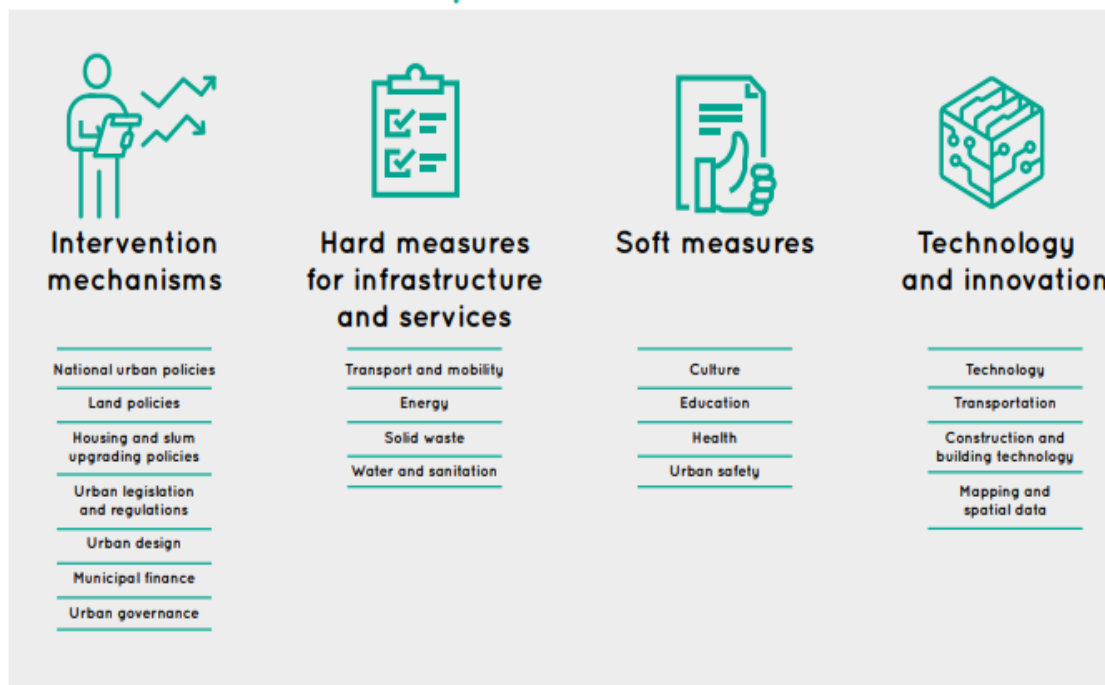 Intervention
mechanisms
National urban policies
Land policies
Housing and slum
upgrading policies
Urban legislation
and regulations
Urban design
Municipal finance
Urban governance
Hard measures
for infrastructure
and services
Transport and mobility
Energy
Solid waste
Water and sanitation
Soft measures
Culture
Education
Health
Urban safety
Technology
and innovation
Technology
Transportation
Construction and
building technology
Mapping and
spatial data